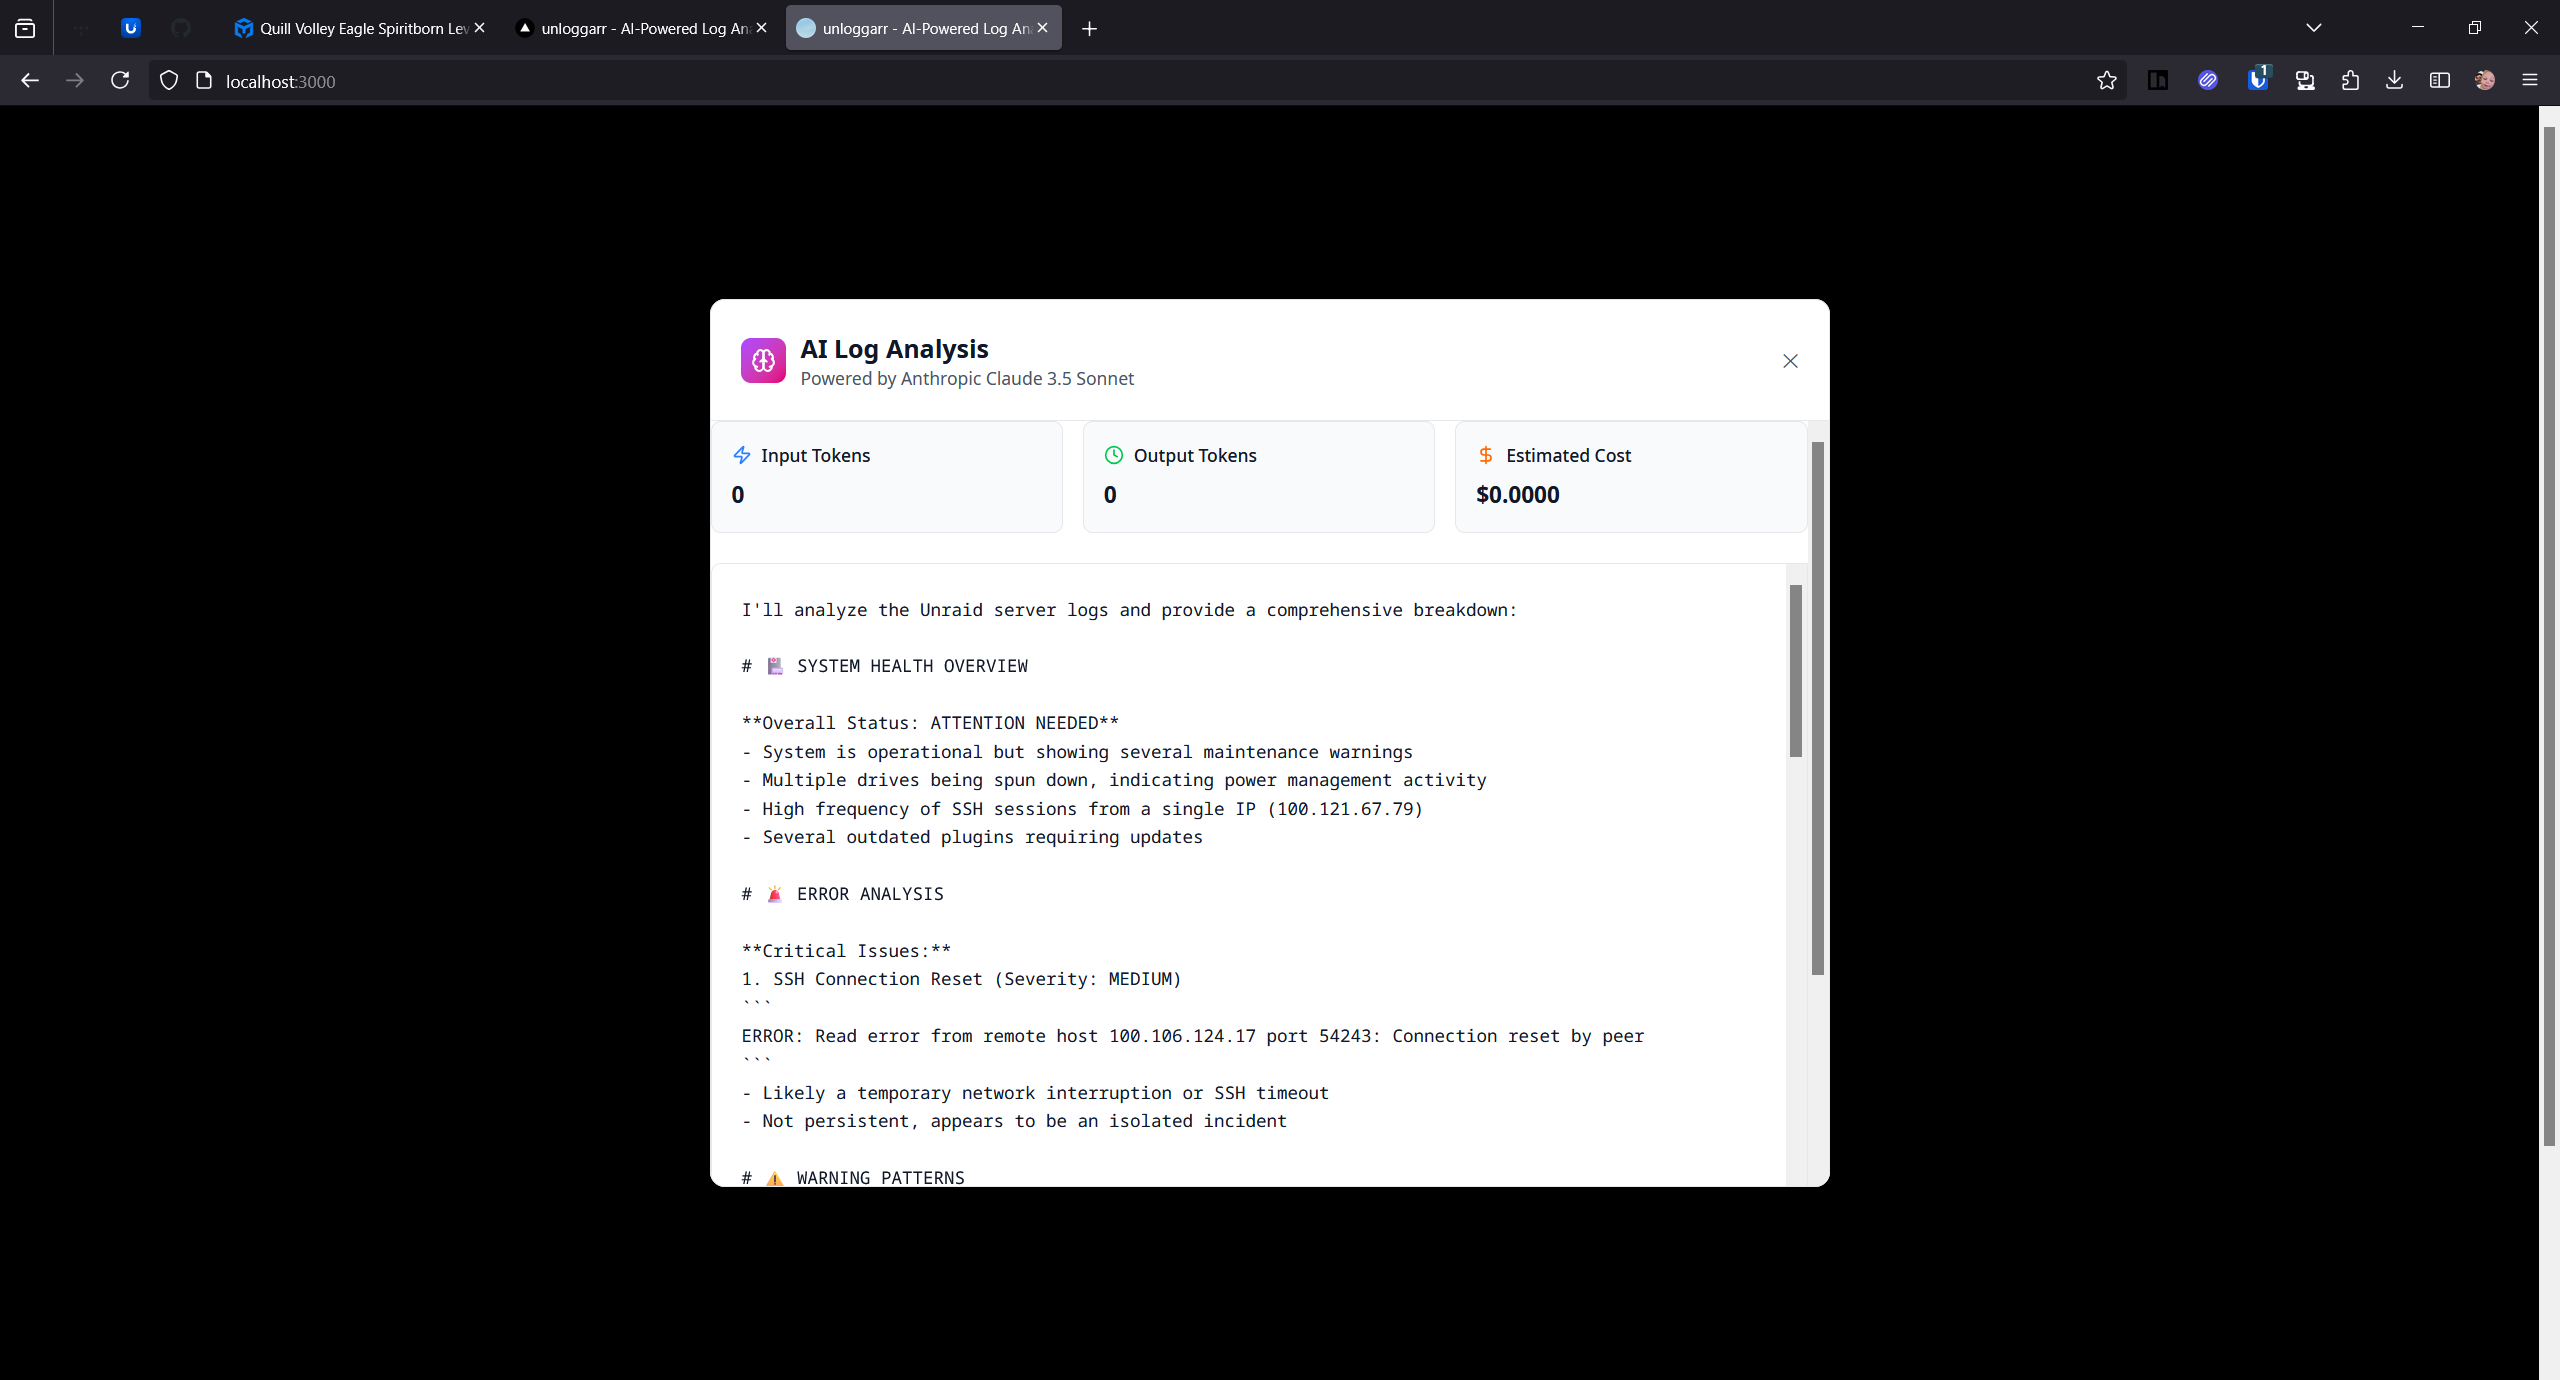 Quill Volley Eagle Spiritborn Lev
unloggarr - AI-Powered Log Ana
unloggarr - AI-Powered Log Ana
localhost:3000
1
AI Log Analysis
Powered by Anthropic Claude 3.5 Sonnet
Input Tokens
0
Output Tokens
0
$ Estimated Cost
$0.0000
I'll analyze the Unraid server logs and provide a comprehensive breakdown:
# SYSTEM HEALTH OVERVIEW
**Overall Status: ATTENTION NEEDED**
- System is operational but showing several maintenance warnings
- Multiple drives being spun down, indicating power management activity
- High frequency of SSH sessions from a single IP (100.121.67.79)
- Several outdated plugins requiring updates
# 🚨 ERROR ANALYSIS
**Critical Issues:**
1. SSH Connection Reset (Severity: MEDIUM)
```
ERROR: Read error from remote host 100.106.124.17 port 54243: Connection reset by peer
```
- Likely a temporary network interruption or SSH timeout
- Not persistent, appears to be an isolated incident
# ⚠️ WARNING PATTERNS